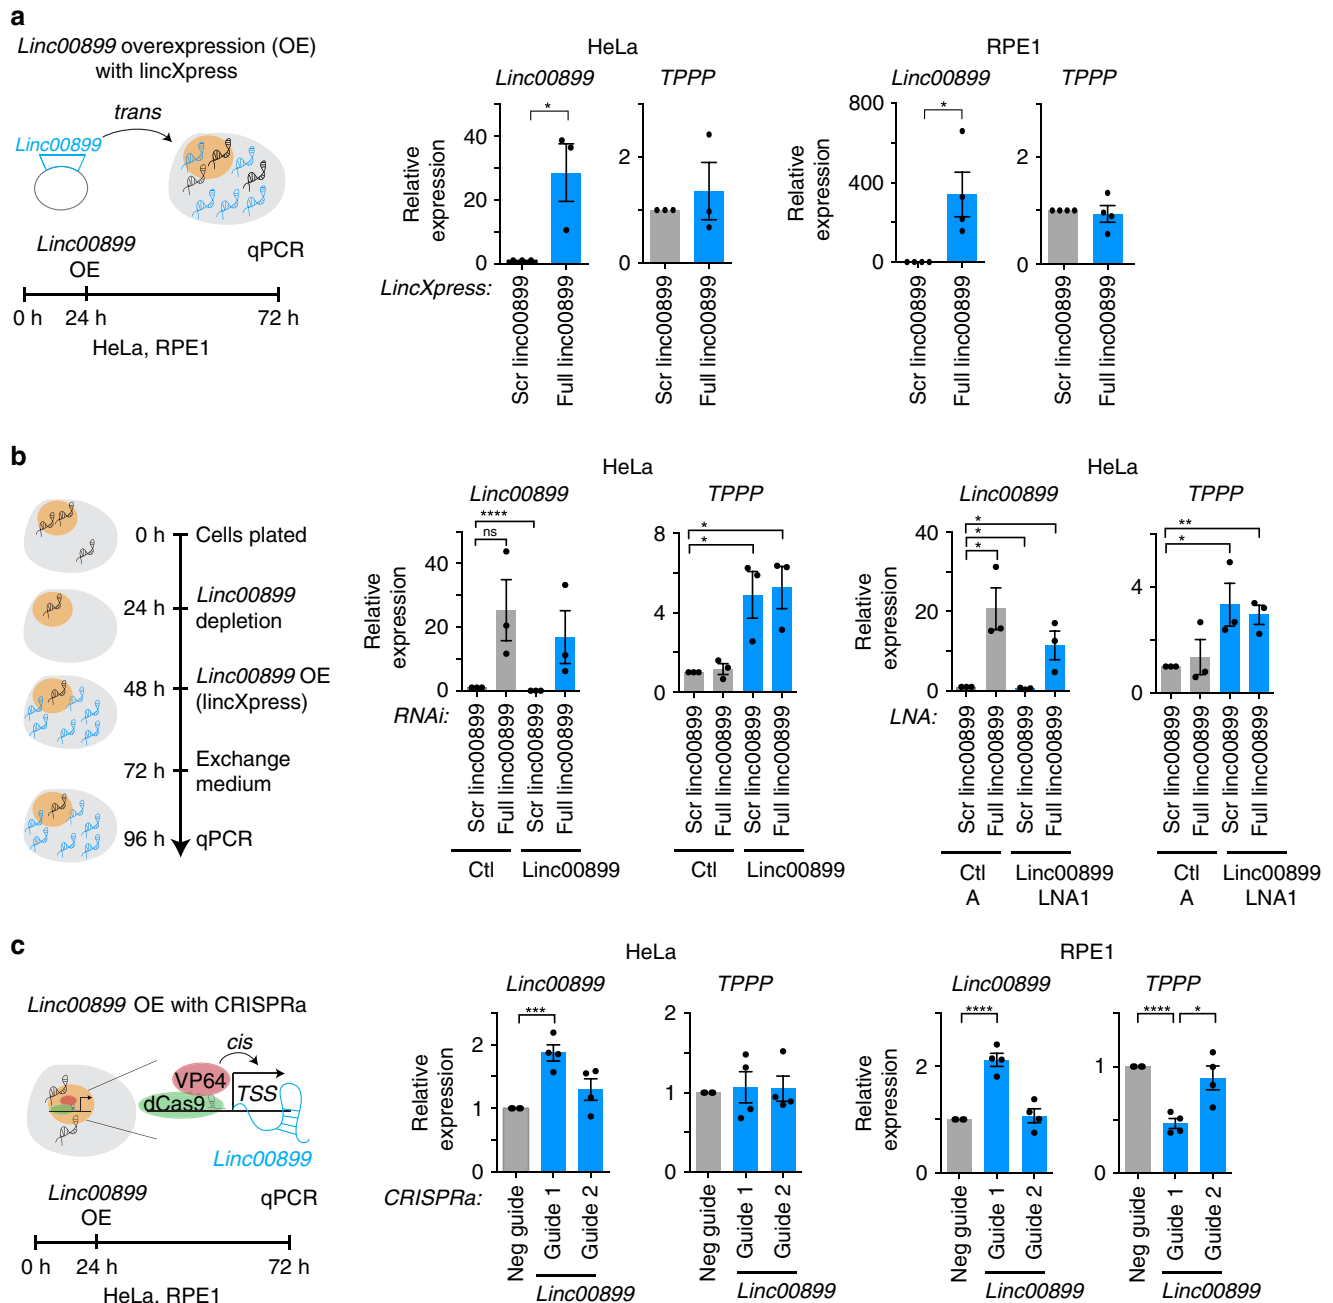 a
Linc00899 overexpression (OE)
with lincXpress
trans
Linc00899
Linc00899
OE
qPCR
0 h
24 h
72 h
HeLa, RPE1
HeLa
Linc00899
TPPP
Relative
expression
40
20
0
*
2
1
0
LincXpress:
Scr linc00899
Full linc00899
Scr linc00899
Full linc00899
RPE1
Linc00899
TPPP
Relative
expression
800
400
0
*
2
1
0
Scr linc00899
Full linc00899
Scr linc00899
Full linc00899
b
0 h
Cells plated
24 h
Linc00899
depletion
48 h
Linc00899 OE
(lincXpress)
72 h
Exchange
medium
96 h
qPCR
HeLa
Linc00899
TPPP
Relative
expression
40
20
0
****
ns
8
4
0
*
*
RNAi:
Scr linc00899
Full linc00899
Scr linc00899
Full linc00899
Ctl
Linc00899
Scr linc00899
Full linc00899
Scr linc00899
Full linc00899
Ctl
Linc00899
HeLa
Linc00899
TPPP
Relative
expression
40
20
0
*
*
*
8
4
0
**
*
LNA:
Scr linc00899
Full linc00899
Scr linc00899
Full linc00899
Ctl
A
Linc00899
LNA1
Scr linc00899
Full linc00899
Scr linc00899
Full linc00899
Ctl
A
Linc00899
LNA1
c
Linc00899 OE with CRISPRa
cis
VP64
TSS
dCas9
Linc00899
Linc00899
OE
qPCR
0 h
24 h
72 h
HeLa, RPE1
HeLa
Linc00899
TPPP
Relative
expression
2
1
0
***
2
1
0
CRISPRa:
Neg guide
Guide 1
Guide 2
Linc00899
Neg guide
Guide 1
Guide 2
Linc00899
RPE1
Linc00899
TPPP
Relative
expression
2
1
0
****
1
0
****
*
Neg guide
Guide 1
Guide 2
Linc00899
Neg guide
Guide 1
Guide 2
Linc00899